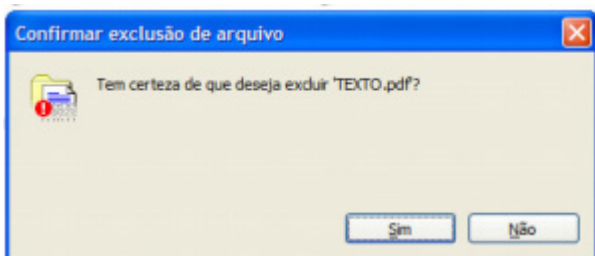 Confirmar exclusão de arquivo
Tem certeza de que deseja excluir 'TEXTO.pdf'?
Sim
Não